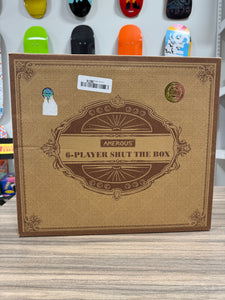 AMEROUS
6-PLAYER SHUT THE BOX